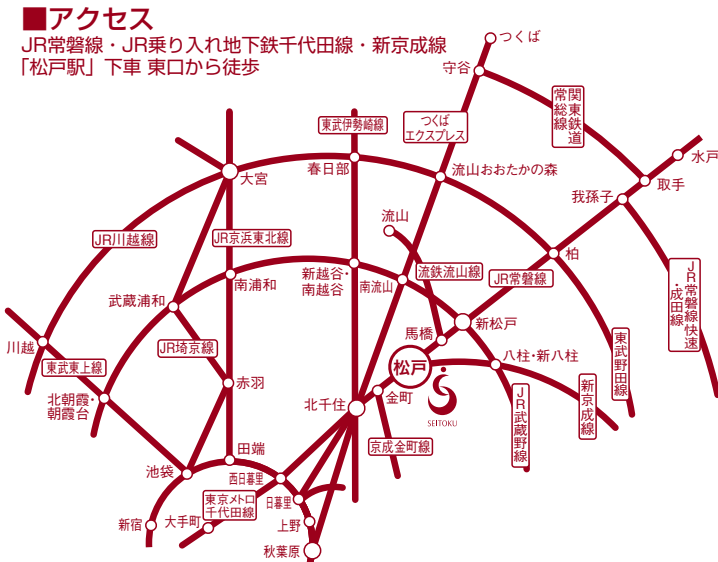 ■アクセス
JR常磐線・JR乗り入れ地下鉄千代田線・新京成線
「松戸駅」下車 東口から徒歩
つくば
守谷
関東鉄道
常総線
つくば
エクスプレス
東武伊勢崎線
水戸
取手
我孫子
流山おおたかの森
春日部
大宮
流山
柏
JR川越線
JR京浜東北線
新越谷・
南越谷
南流山
流鉄流山線
JR常磐線
JR常磐線快速
・成田線
南浦和
武蔵浦和
新松戸
馬橋
川越
JR埼京線
東武東上線
松戸
八柱・新八柱
東武野田線
赤羽
金町
北朝霞・
朝霞台
北千住
SEITOKU
JR武蔵野線
新京成線
京成金町線
田端
池袋
西日暮里
日暮里
東京メトロ
千代田線
新宿
大手町
上野
秋葉原